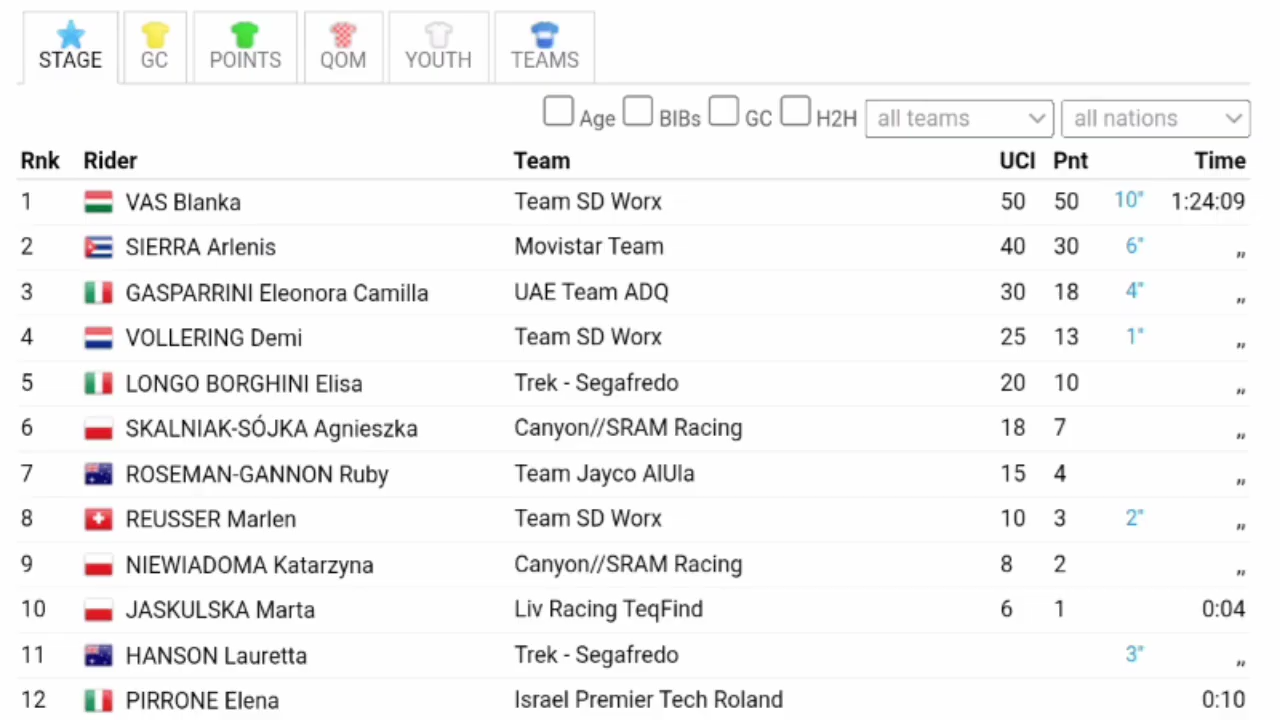 STAGE GC POINTS QOM YOUTH TEAMS
Age BIBs GC H2H all teams all nations
Rnk Rider Team UCI Pnt Time
1 VAS Blanka Team SD Worx 50 50 10" 1:24:09
2 SIERRA Arlenis Movistar Team 40 30 6" ,,
3 GASPARRINI Eleonora Camilla UAE Team ADQ 30 18 4" ,,
4 VOLLERING Demi Team SD Worx 25 13 1" ,,
5 LONGO BORGHINI Elisa Trek - Segafredo 20 10 ,,
6 SKALNIAK-SÓJKA Agnieszka Canyon//SRAM Racing 18 7 ,,
7 ROSEMAN-GANNON Ruby Team Jayco AlUla 15 4 ,,
8 REUSSER Marlen Team SD Worx 10 3 2" ,,
9 NIEWIADOMA Katarzyna Canyon//SRAM Racing 8 2 ,,
10 JASKULSKA Marta Liv Racing TeqFind 6 1 0:04
11 HANSON Lauretta Trek - Segafredo 3" ,,
12 PIRRONE Elena Israel Premier Tech Roland 0:10